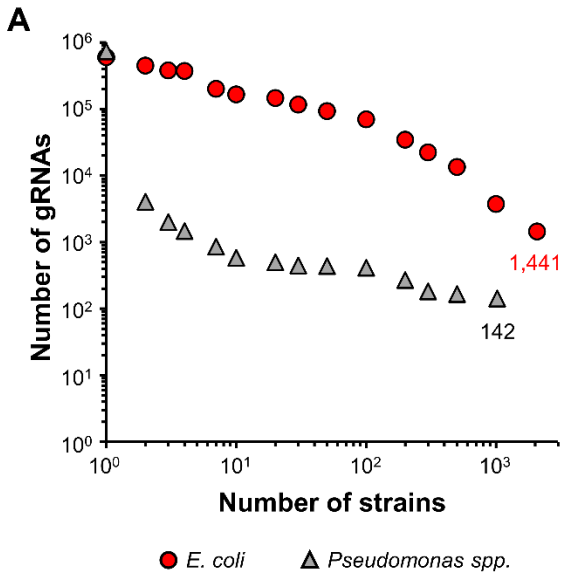 A
Number of gRNAs
10⁶
10⁵
10⁴
10³
10²
10¹
10⁰
1,441
142
10⁰ 10¹ 10² 10³
Number of strains
E. coli Pseudomonas spp.